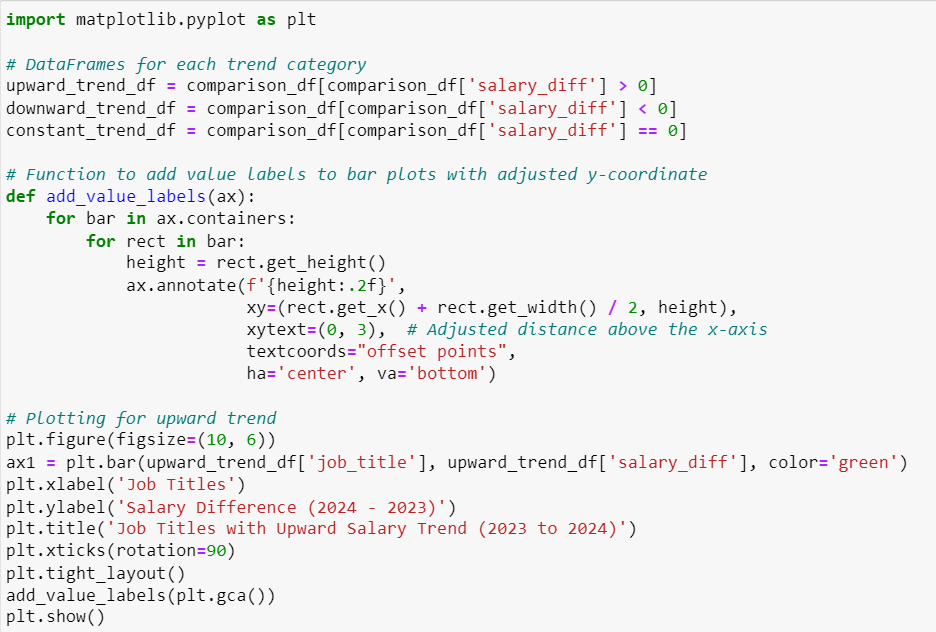 import matplotlib.pyplot as plt

# DataFrames for each trend category
upward_trend_df = comparison_df[comparison_df['salary_diff'] > 0]
downward_trend_df = comparison_df[comparison_df['salary_diff'] < 0]
constant_trend_df = comparison_df[comparison_df['salary_diff'] == 0]

# Function to add value labels to bar plots with adjusted y-coordinate
def add_value_labels(ax):
    for bar in ax.containers:
        for rect in bar:
            height = rect.get_height()
            ax.annotate(f'{height:.2f}',
                        xy=(rect.get_x() + rect.get_width() / 2, height),
                        xytext=(0, 3),  # Adjusted distance above the x-axis
                        textcoords="offset points",
                        ha='center', va='bottom')

# Plotting for upward trend
plt.figure(figsize=(10, 6))
ax1 = plt.bar(upward_trend_df['job_title'], upward_trend_df['salary_diff'], color='green')
plt.xlabel('Job Titles')
plt.ylabel('Salary Difference (2024 - 2023)')
plt.title('Job Titles with Upward Salary Trend (2023 to 2024)')
plt.xticks(rotation=90)
plt.tight_layout()
add_value_labels(plt.gca())
plt.show()